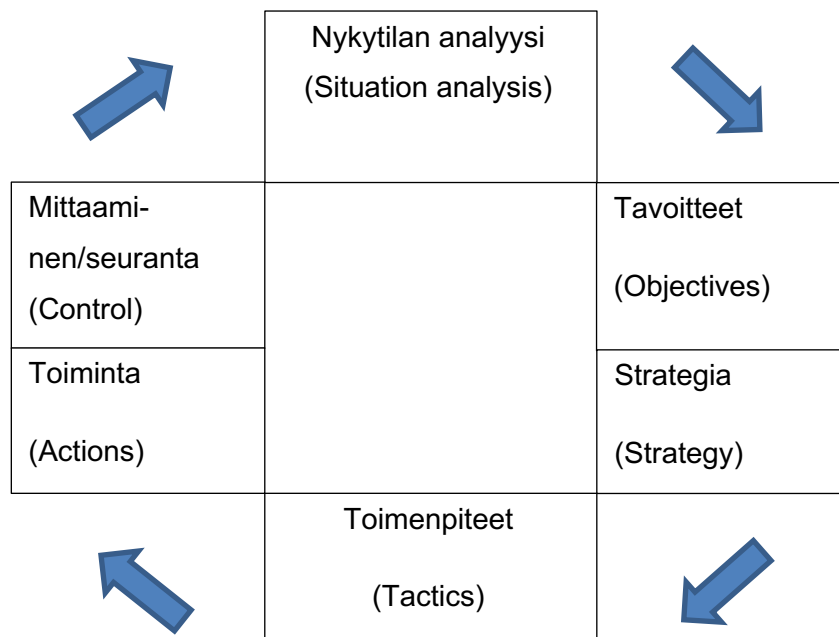 Nykytilan analyysi
(Situation analysis)
Mittaami-
nen/seuranta
(Control)
Tavoitteet
(Objectives)
Toiminta
(Actions)
Strategia
(Strategy)
Toimenpiteet
(Tactics)